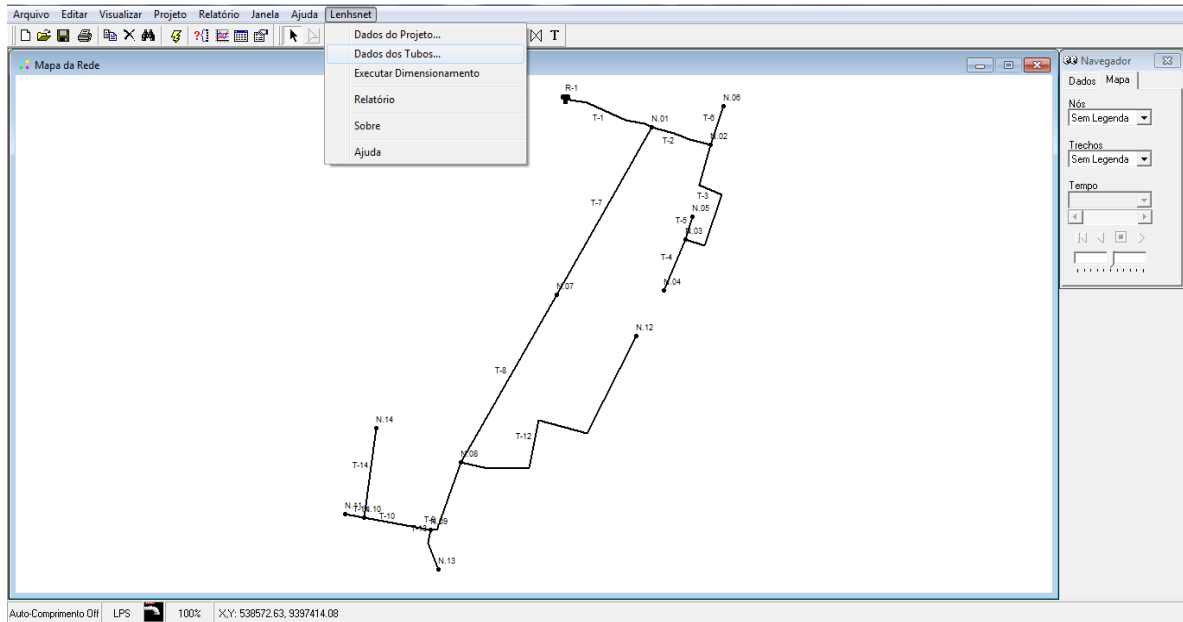 Arquivo Editar Visualizar Projeto Relatório Janela Ajuda Lenhsnet
Dados do Projeto...
Dados dos Tubos...
Executar Dimensionamento
Relatório
Sobre
Ajuda
T
Mapa da Rede
Navegador
Dados Mapa
Nós
Sem Legenda
Trechos
Sem Legenda
Tempo
R-1
N.06
T-1
N.01
T-6
T-2
N.02
T-3
T-7
N.05
T-5
N.03
T-4
N.04
N.07
N.12
T-8
N.14
T-12
N.08
T-14
N.11
N.10
T-10
N.09
N.13
Auto-Comprimento Off LPS 100% X,Y: 538572.63, 9397414.08